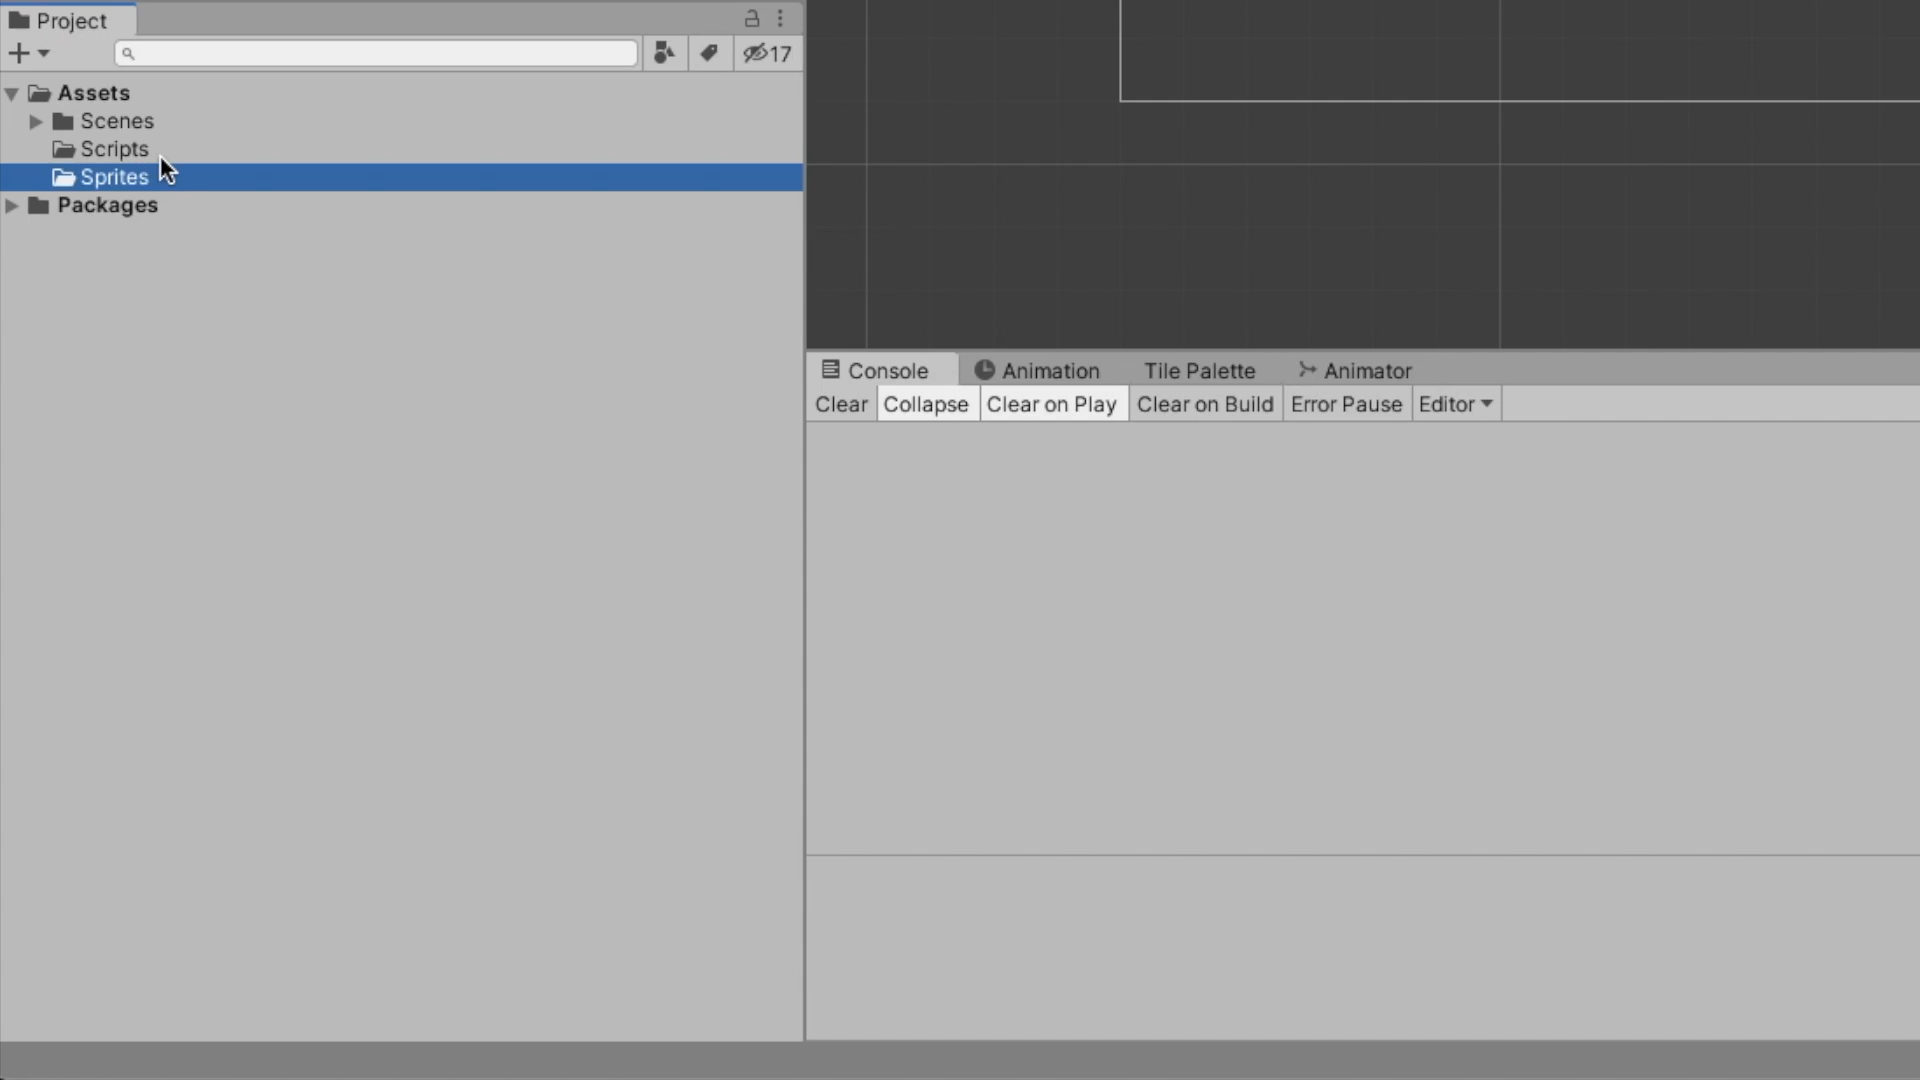 Project
17
Assets
Scenes
Scripts
Sprites
Packages
Console Animation Tile Palette Animator
Clear Collapse Clear on Play Clear on Build Error Pause Editor